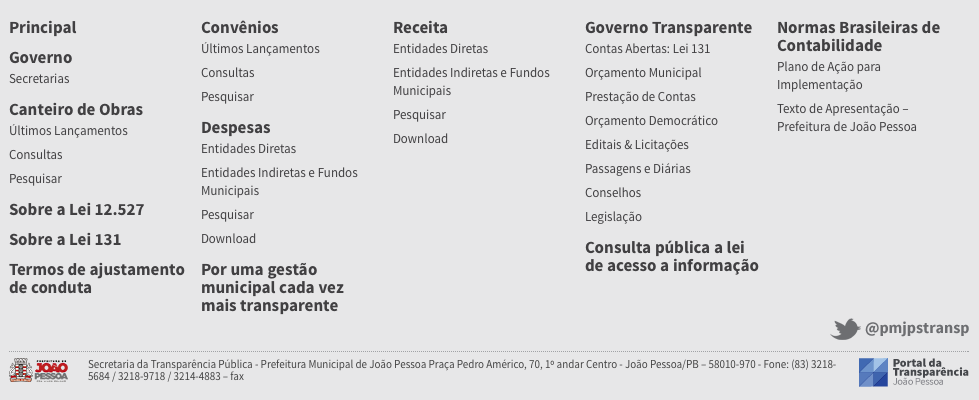 Principal
Governo
Secretarias
Canteiro de Obras
Últimos Lançamentos
Consultas
Pesquisar
Sobre a Lei 12.527
Sobre a Lei 131
Termos de ajustamento
de conduta
Convênios
Últimos Lançamentos
Consultas
Pesquisar
Despesas
Entidades Diretas
Entidades Indiretas e Fundos
Municipais
Pesquisar
Download
Por uma gestão
municipal cada vez
mais transparente
Receita
Entidades Diretas
Entidades Indiretas e Fundos
Municipais
Pesquisar
Download
Governo Transparente
Contas Abertas: Lei 131
Orçamento Municipal
Prestação de Contas
Orçamento Democrático
Editais & Licitações
Passagens e Diárias
Conselhos
Legislação
Consulta pública a lei
de acesso a informação
Normas Brasileiras de
Contabilidade
Plano de Ação para
Implementação
Texto de Apresentação –
Prefeitura de João Pessoa
@pmjpstransp
JOÃO
PESSOA
Secretaria da Transparência Pública - Prefeitura Municipal de João Pessoa Praça Pedro Américo, 70, 1º andar Centro - João Pessoa/PB – 58010-970 - Fone: (83) 3218-
5684 / 3218-9718 / 3214-4883 – fax
Portal da
Transparência
João Pessoa